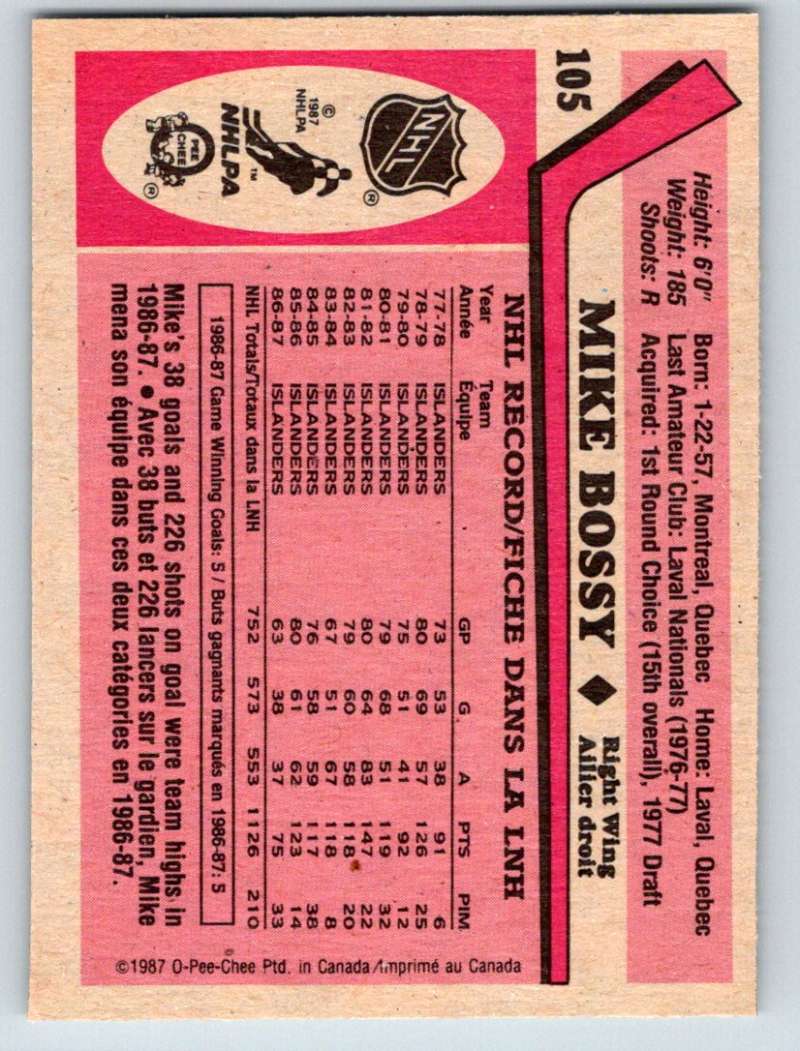 105
Height: 6'0" Born: 1-22-57, Montreal, Quebec Home: Laval, Quebec
Weight: 185 Last Amateur Club: Laval Nationals (1976-77)
Shoots: R Acquired: 1st Round Choice (15th overall), 1977 Draft
MIKE BOSSY ◆ Right Wing
Ailier droit
NHL
®
© 1987
NHLPA
™
NHLPA
O PEE CHEE
®
NHL RECORD/FICHE DANS LA LNH
Year Team GP G A PTS PIM
Année Équipe
77-78 ISLANDERS 73 53 38 91 6
78-79 ISLANDERS 80 69 57 126 25
79-80 ISLANDERS 75 51 41 92 12
80-81 ISLANDERS 79 68 51 119 32
81-82 ISLANDERS 80 64 83 147 22
82-83 ISLANDERS 79 60 58 118 20
83-84 ISLANDERS 67 51 67 118 8
84-85 ISLANDERS 76 58 59 117 38
85-86 ISLANDERS 80 61 62 123 14
86-87 ISLANDERS 63 38 37 75 33
NHL Totals/Totaux dans la LNH 752 573 553 1126 210
1986-87 Game Winning Goals: 5 / Buts gagnants marqués en 1986-87: 5
Mike's 38 goals and 226 shots on goal were team highs in
1986-87. ● Avec 38 buts et 226 lancers sur le gardien, Mike
mena son équipe dans ces deux catégories en 1986-87.
©1987 O-Pee-Chee Ptd. in Canada/Imprimé au Canada